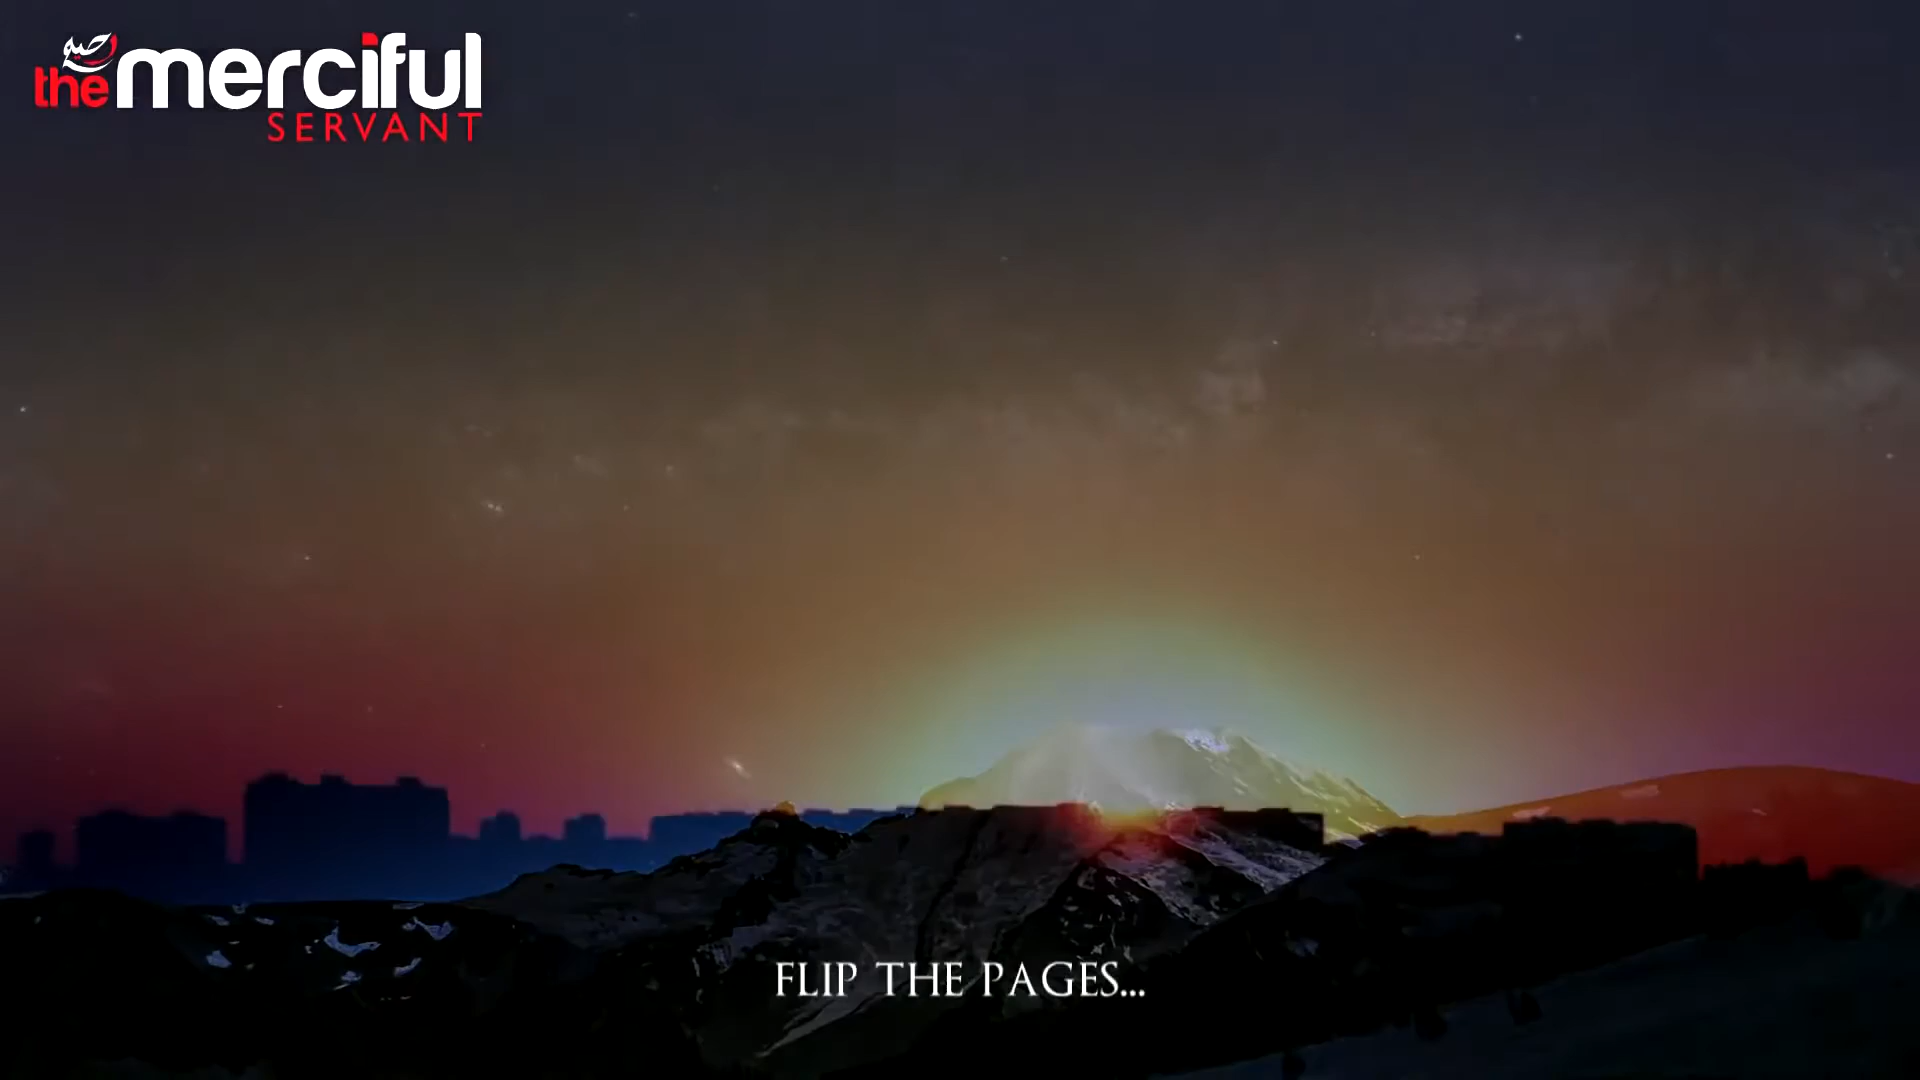 the merciful
SERVANT
FLIP THE PAGES...